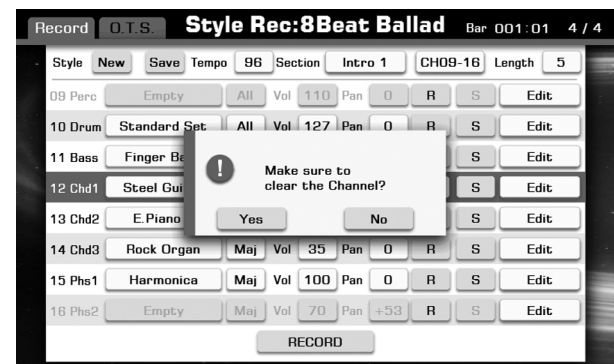 Record O.T.S. Style Rec:8Beat Ballad Bar 001:01 4 / 4
Style New Save Tempo 96 Section Intro 1 CH09-16 Length 5
09 Perc Empty All Vol 110 Pan 0 R S Edit
10 Drum Standard Set All Vol 127 Pan 0 R S Edit
11 Bass Finger Ba S Edit
12 Chd1 Steel Gui S Edit
13 Chd2 E.Piano S Edit
14 Chd3 Rock Organ Maj Vol 35 Pan 0 R S Edit
15 Phs1 Harmonica Maj Vol 100 Pan 0 R S Edit
16 Phs2 Empty Maj Vol 70 Pan +53 R S Edit
RECORD
!
Make sure to
clear the Channel?
Yes No